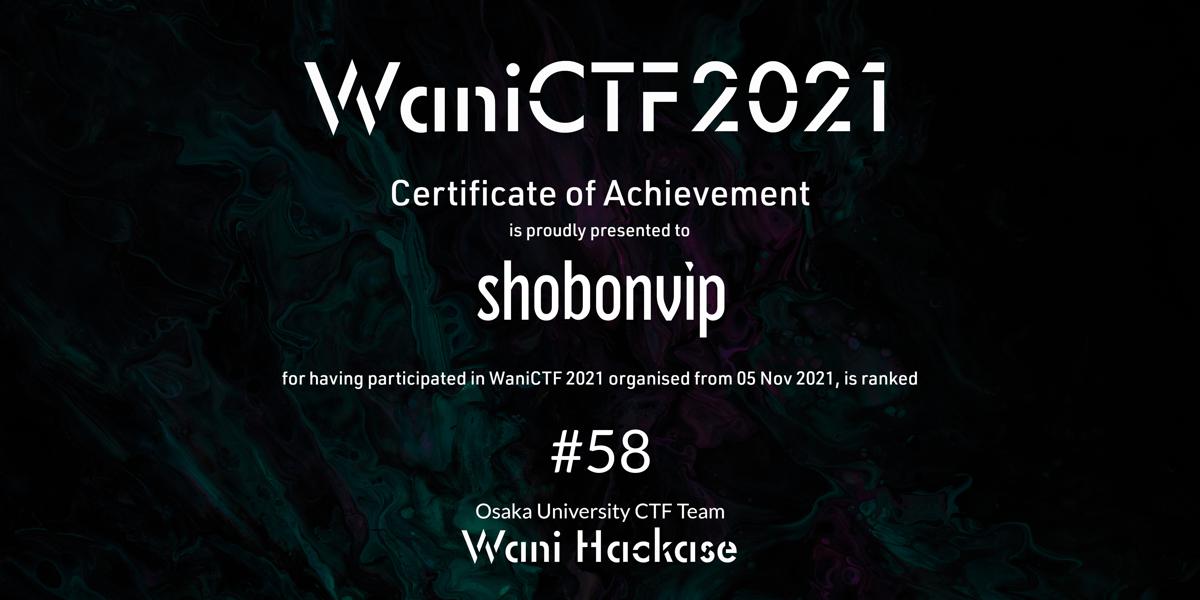 WaniCTF2021
Certificate of Achievement
is proudly presented to
shobonvip
for having participated in WaniCTF 2021 organised from 05 Nov 2021, is ranked
#58
Osaka University CTF Team
Wani Hackase